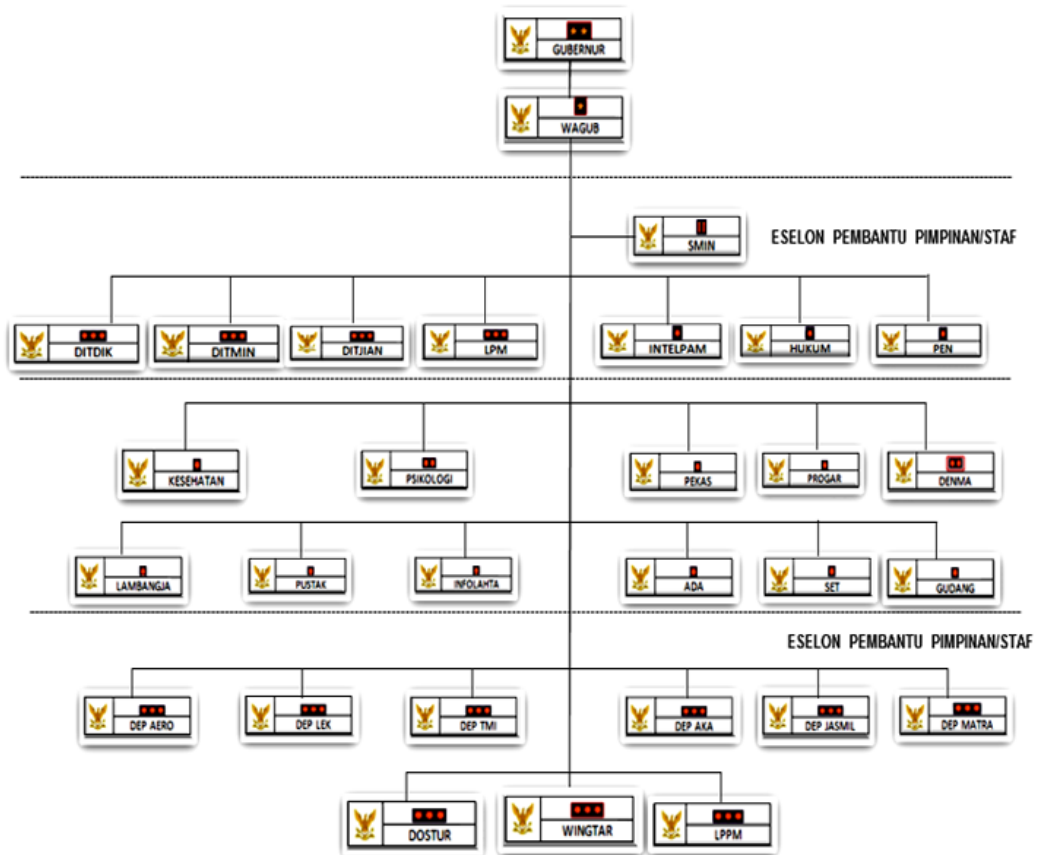 GUBERNUR
WAGUB
SMIN
ESELON PEMBANTU PIMPINAN/STAF
DITDIK
DITMIN
DITJIAN
LPM
INTELPAM
HUKUM
PEN
KESEHATAN
PSIKOLOGI
PEKAS
PROGAR
DENMA
LAMBANGJA
PUSTAK
INFOLAHTA
ADA
SET
GUDANG
ESELON PEMBANTU PIMPINAN/STAF
DEP AERO
DEP LEK
DEP TMI
DEP AKA
DEP JASMIL
DEP MATRA
DOSTUR
WINGTAR
LPPM